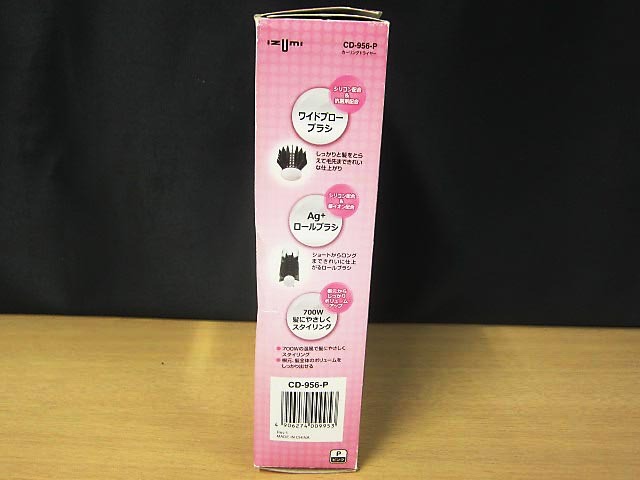 IZUMI
CD-956-P
カーリングドライヤー
シリコン配合
&
抗菌剤配合
ワイドブロー
ブラシ
しっかりと髪をとら
えて毛先まできれい
な仕上がり
シリコン配合
&
銀イオン配合
Ag+
ロールブラシ
ショートからロング
まできれいに仕上
がるロールブラシ
根元から
しっかり
ボリューム
アップ
700W
髪にやさしく
スタイリング
● 700Wの温風で髪にやさしく
スタイリング
● 根元、髪全体のボリュームを
しっかり出せる
CD-956-P
4 906274 009953
MADE IN CHINA
P
ピンク